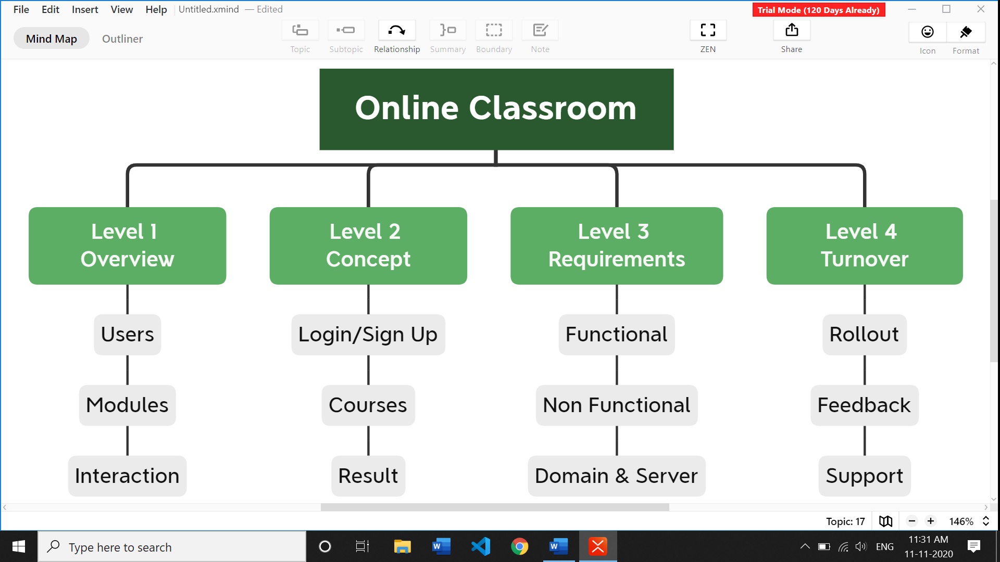 File Edit Insert View Help Untitled.xmind — Edited
Trial Mode (120 Days Already)
Mind Map Outliner
Topic Subtopic Relationship Summary Boundary Note ZEN Share Icon Format
Online Classroom
Level 1
Overview
Level 2
Concept
Level 3
Requirements
Level 4
Turnover
Users
Login/Sign Up
Functional
Rollout
Modules
Courses
Non Functional
Feedback
Interaction
Result
Domain & Server
Support
Topic: 17
146%
Type here to search
W
W
ENG
11:31 AM
11-11-2020